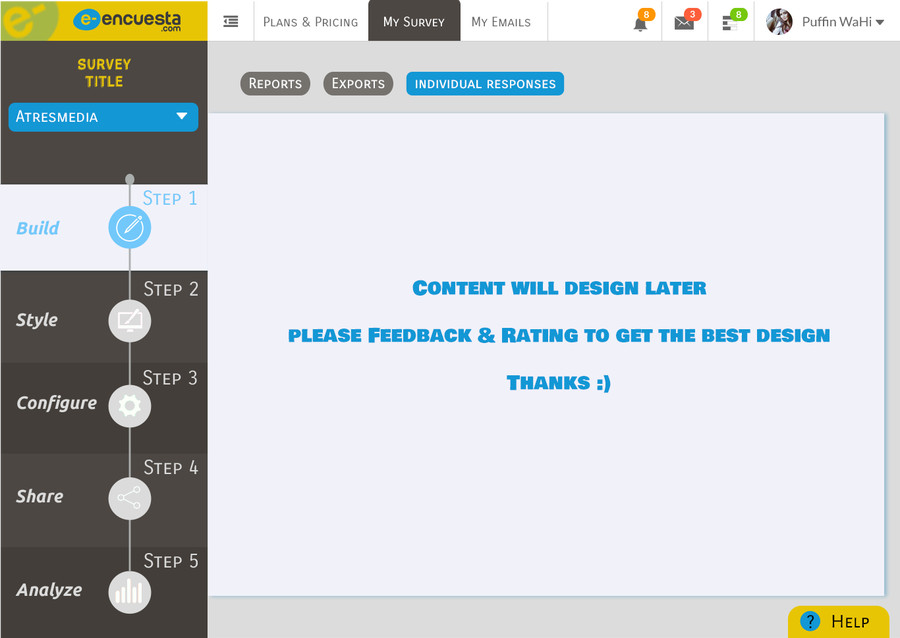 e-encuesta
.com
Plans & Pricing
My Survey
My Emails
8
3
8
Puffin WaHi
Survey
Title
Atresmedia
Reports
Exports
individual responses
Step 1
Build
Step 2
Style
Step 3
Configure
Step 4
Share
Step 5
Analyze
Content will design later
please Feedback & Rating to get the best design
Thanks :)
? Help